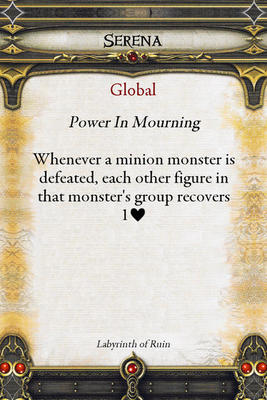 SERENA
Global
Power In Mourning
Whenever a minion monster is
defeated, each other figure in
that monster's group recovers
1♥
Labyrinth of Ruin